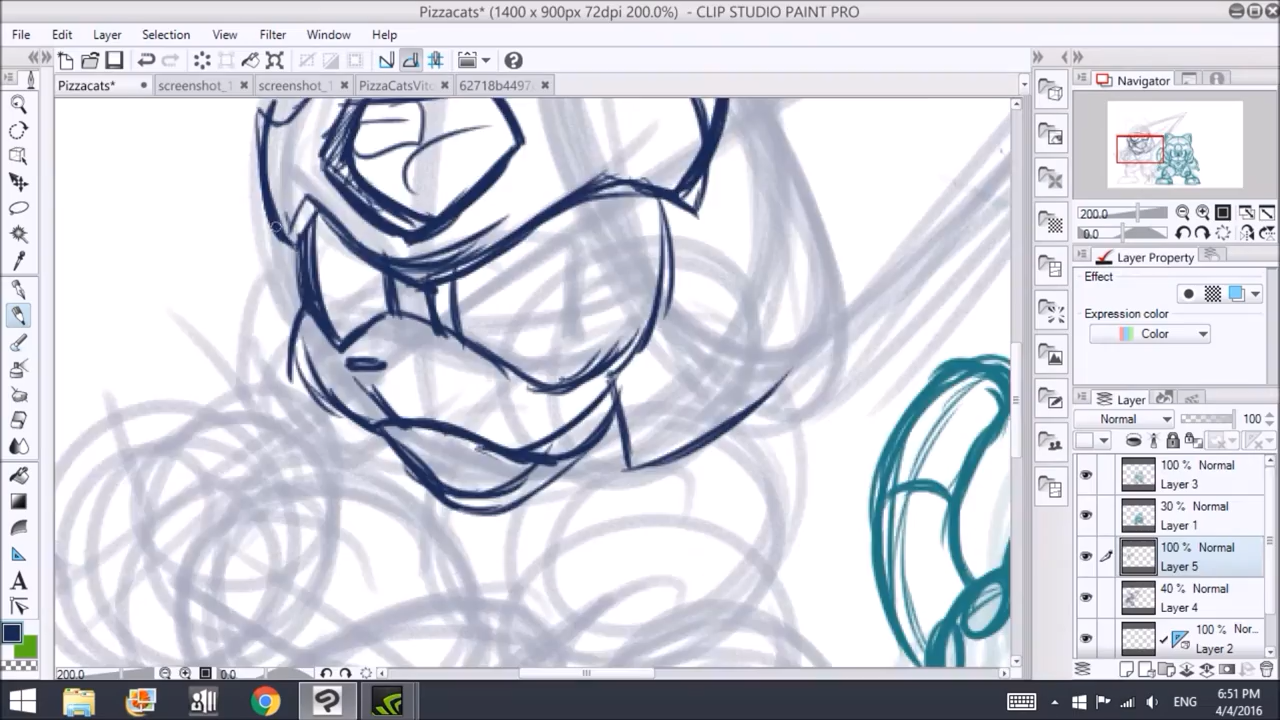 Pizzacats* (1400 x 900px 72dpi 200.0%) - CLIP STUDIO PAINT PRO
File Edit Layer Selection View Filter Window Help
Pizzacats* screenshot_1 screenshot_1 PizzaCatsVito 62718b4497
Navigator
200.0
0.0
Layer Property
Effect
Expression color
Color
Layer
Normal 100
100 % Normal
Layer 3
30 % Normal
Layer 1
100 % Normal
Layer 5
40 % Normal
Layer 4
100 % Nor...
Layer 2
200.0 0.0
A
ENG
6:51 PM
4/4/2016